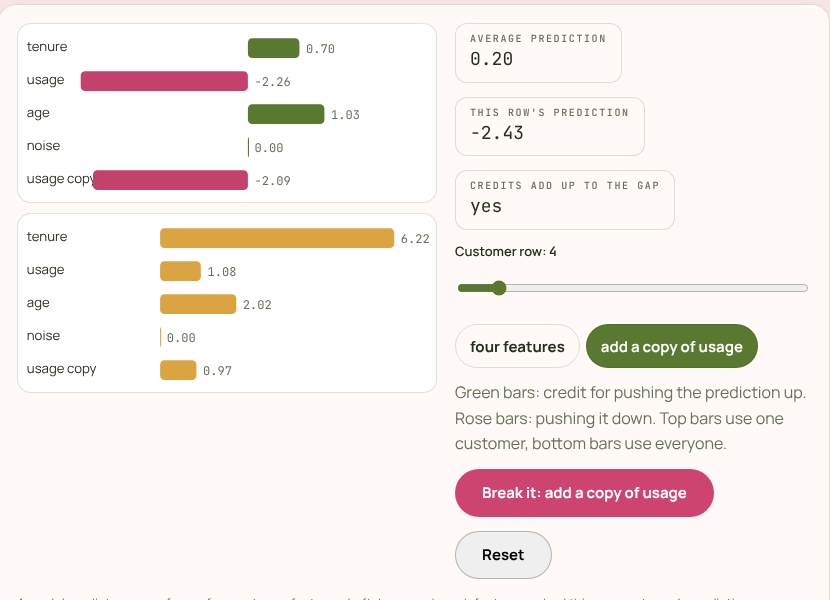 tenure 0.70
usage -2.26
age 1.03
noise 0.00
usage copy -2.09
tenure 6.22
usage 1.08
age 2.02
noise 0.00
usage copy 0.97
AVERAGE PREDICTION
0.20
THIS ROW'S PREDICTION
-2.43
CREDITS ADD UP TO THE GAP
yes
Customer row: 4
four features
add a copy of usage
Green bars: credit for pushing the prediction up.
Rose bars: pushing it down. Top bars use one
customer, bottom bars use everyone.
Break it: add a copy of usage
Reset